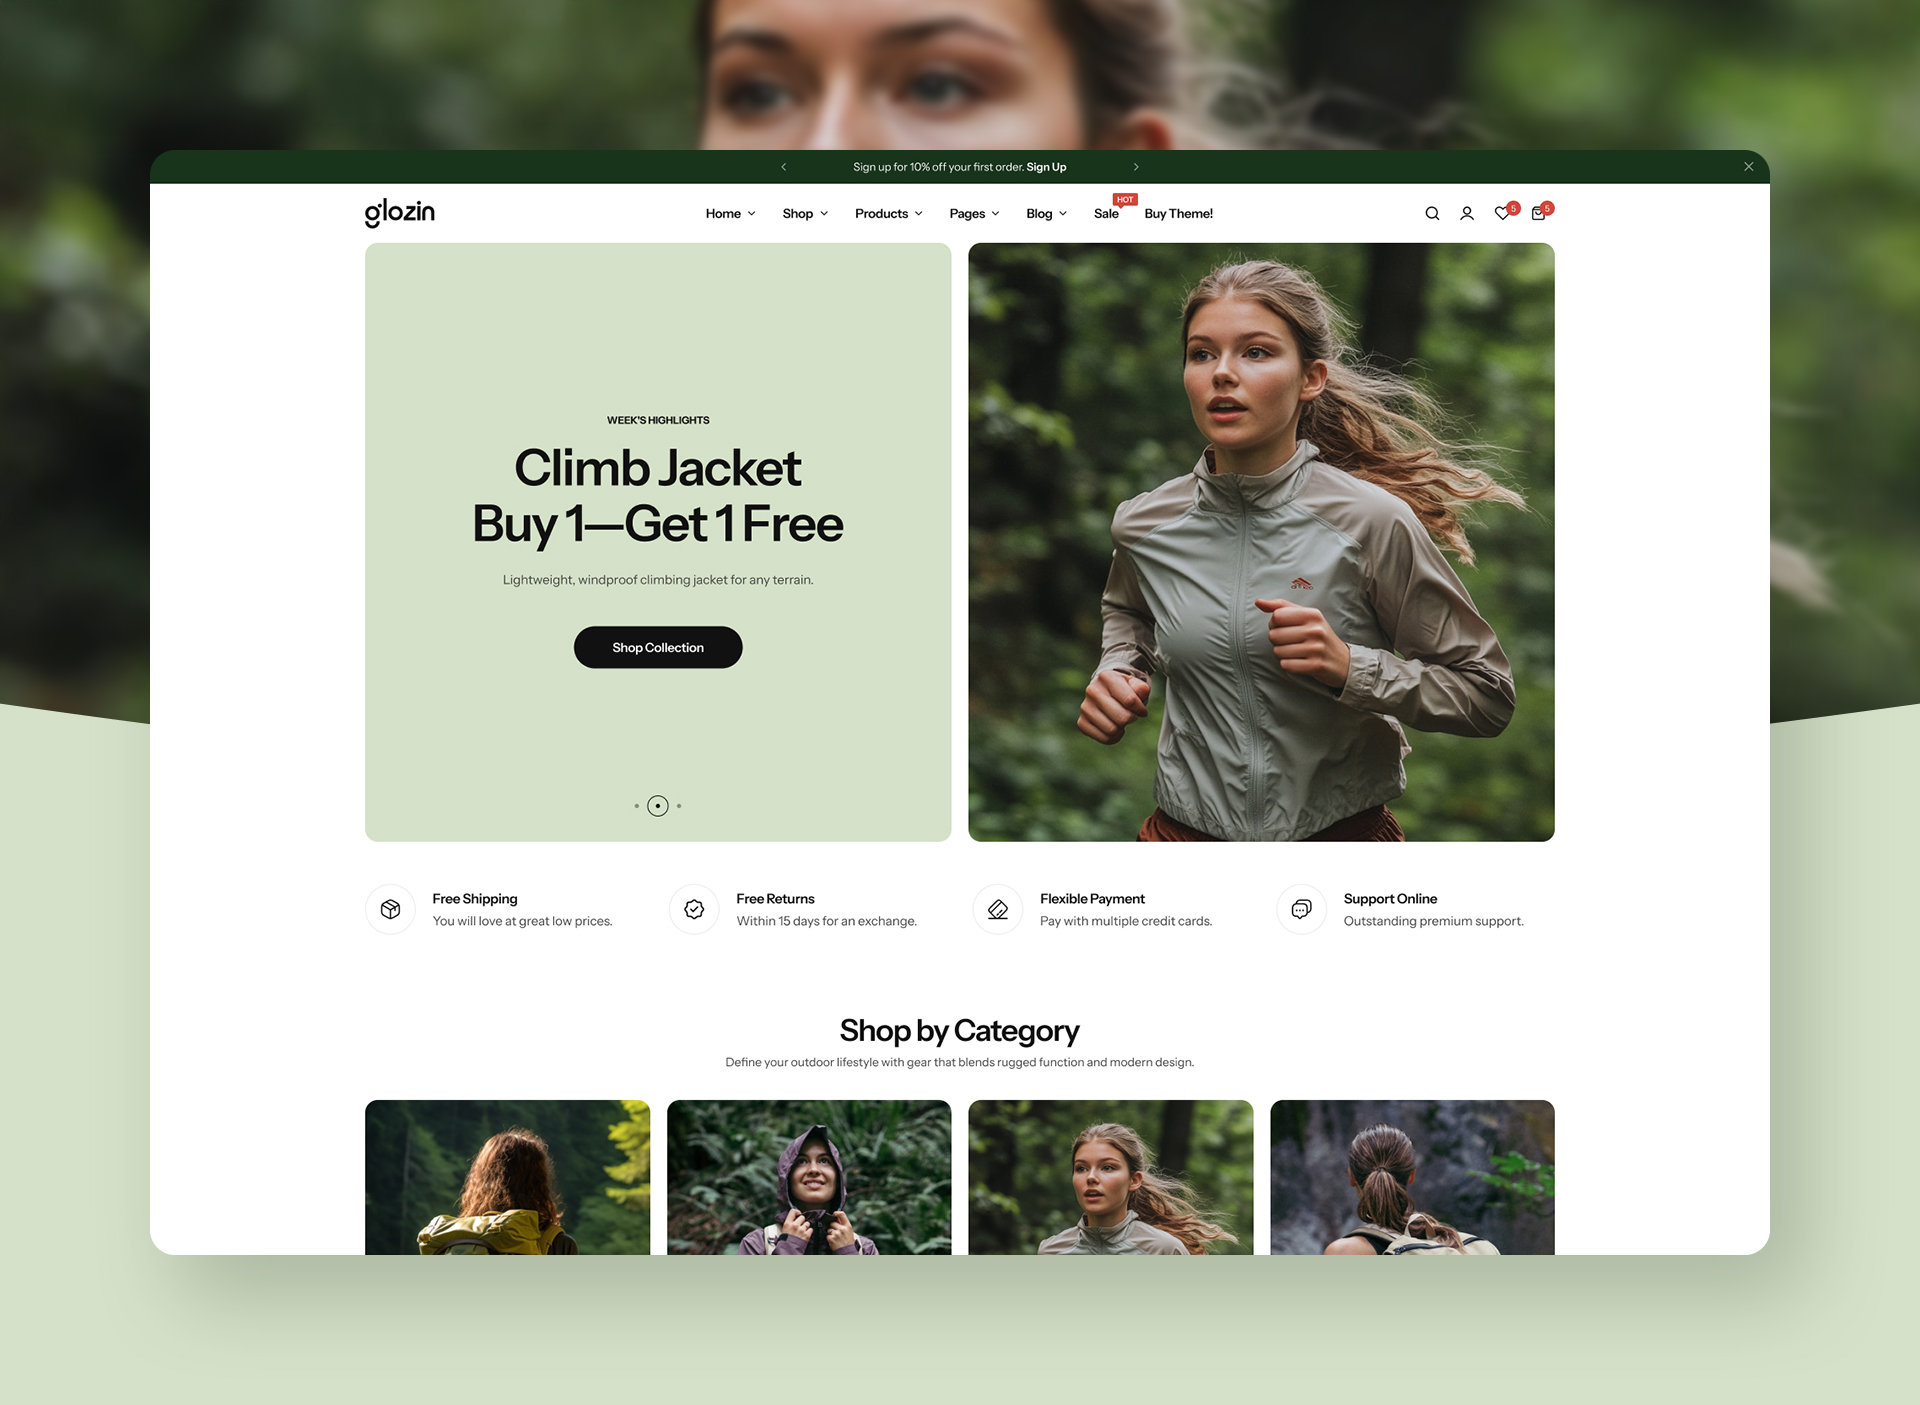 Sign up for 10% off your first order. Sign Up
glozin
Home
Shop
Products
Pages
Blog
Sale
HOT
Buy Theme!
5
5
WEEK'S HIGHLIGHTS
Climb Jacket
Buy 1—Get 1 Free
Lightweight, windproof climbing jacket for any terrain.
Shop Collection
Free Shipping
You will love at great low prices.
Free Returns
Within 15 days for an exchange.
Flexible Payment
Pay with multiple credit cards.
Support Online
Outstanding premium support.
Shop by Category
Define your outdoor lifestyle with gear that blends rugged function and modern design.